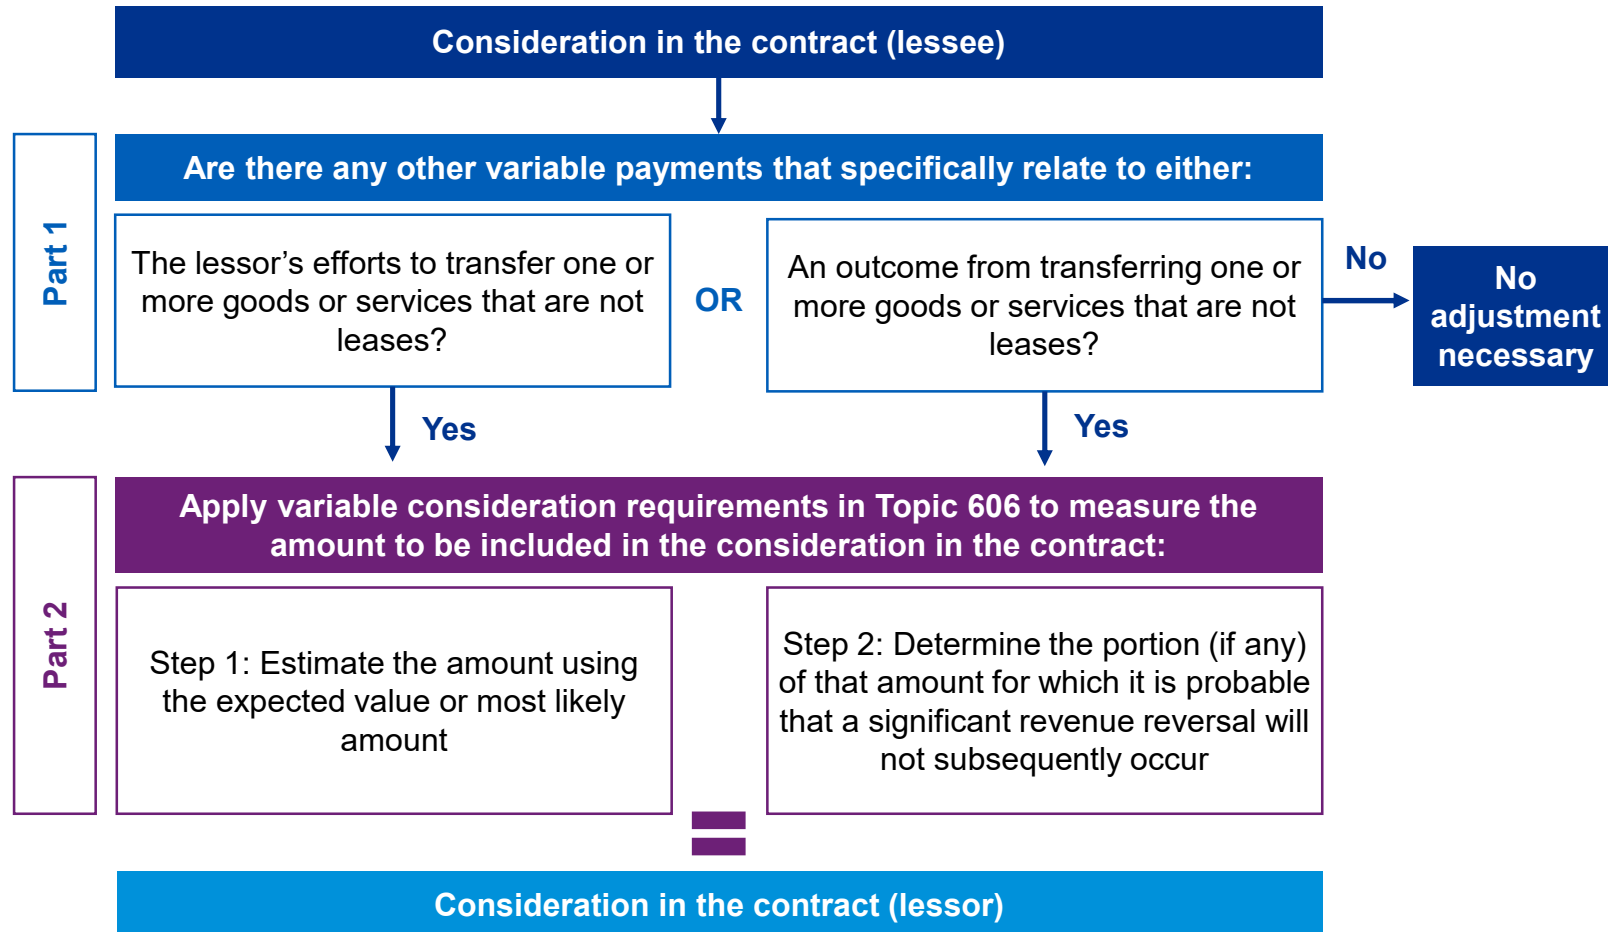 Consideration in the contract (lessee)
Part 1
Are there any other variable payments that specifically relate to either:
The lessor’s efforts to transfer one or
more goods or services that are not
leases?
OR
An outcome from transferring one or
more goods or services that are not
leases?
No
No
adjustment
necessary
Yes
Yes
Part 2
Apply variable consideration requirements in Topic 606 to measure the
amount to be included in the consideration in the contract:
Step 1: Estimate the amount using
the expected value or most likely
amount
Step 2: Determine the portion (if any)
of that amount for which it is probable
that a significant revenue reversal will
not subsequently occur
=
Consideration in the contract (lessor)